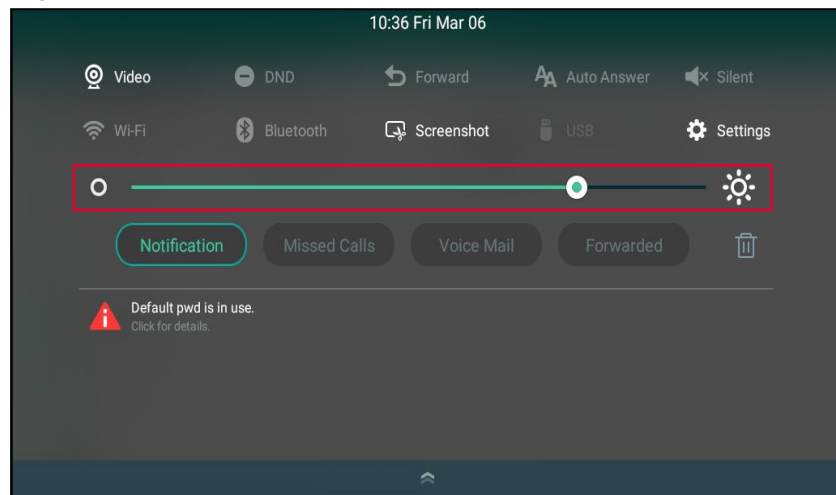 10:36 Fri Mar 06
Video DND Forward AA Auto Answer Silent
Wi-Fi Bluetooth Screenshot USB Settings
Notification Missed Calls Voice Mail Forwarded
Default pwd is in use.
Click for details.